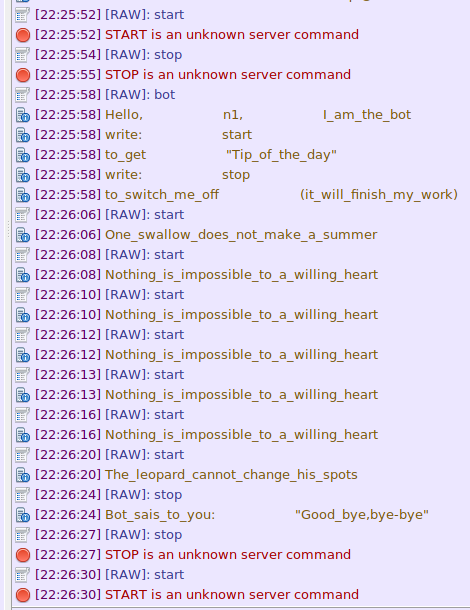 [22:25:52] [RAW]: start
[22:25:52] START is an unknown server command
[22:25:54] [RAW]: stop
[22:25:55] STOP is an unknown server command
[22:25:58] [RAW]: bot
[22:25:58] Hello, n1, I_am_the_bot
[22:25:58] write: start
[22:25:58] to_get "Tip_of_the_day"
[22:25:58] write: stop
[22:25:58] to_switch_me_off (it_will_finish_my_work)
[22:26:06] [RAW]: start
[22:26:06] One_swallow_does_not_make_a_summer
[22:26:08] [RAW]: start
[22:26:08] Nothing_is_impossible_to_a_willing_heart
[22:26:10] [RAW]: start
[22:26:10] Nothing_is_impossible_to_a_willing_heart
[22:26:12] [RAW]: start
[22:26:12] Nothing_is_impossible_to_a_willing_heart
[22:26:13] [RAW]: start
[22:26:13] Nothing_is_impossible_to_a_willing_heart
[22:26:16] [RAW]: start
[22:26:16] Nothing_is_impossible_to_a_willing_heart
[22:26:20] [RAW]: start
[22:26:20] The_leopard_cannot_change_his_spots
[22:26:24] [RAW]: stop
[22:26:24] Bot_sais_to_you: "Good_bye,bye-bye"
[22:26:27] [RAW]: stop
[22:26:27] STOP is an unknown server command
[22:26:30] [RAW]: start
[22:26:30] START is an unknown server command